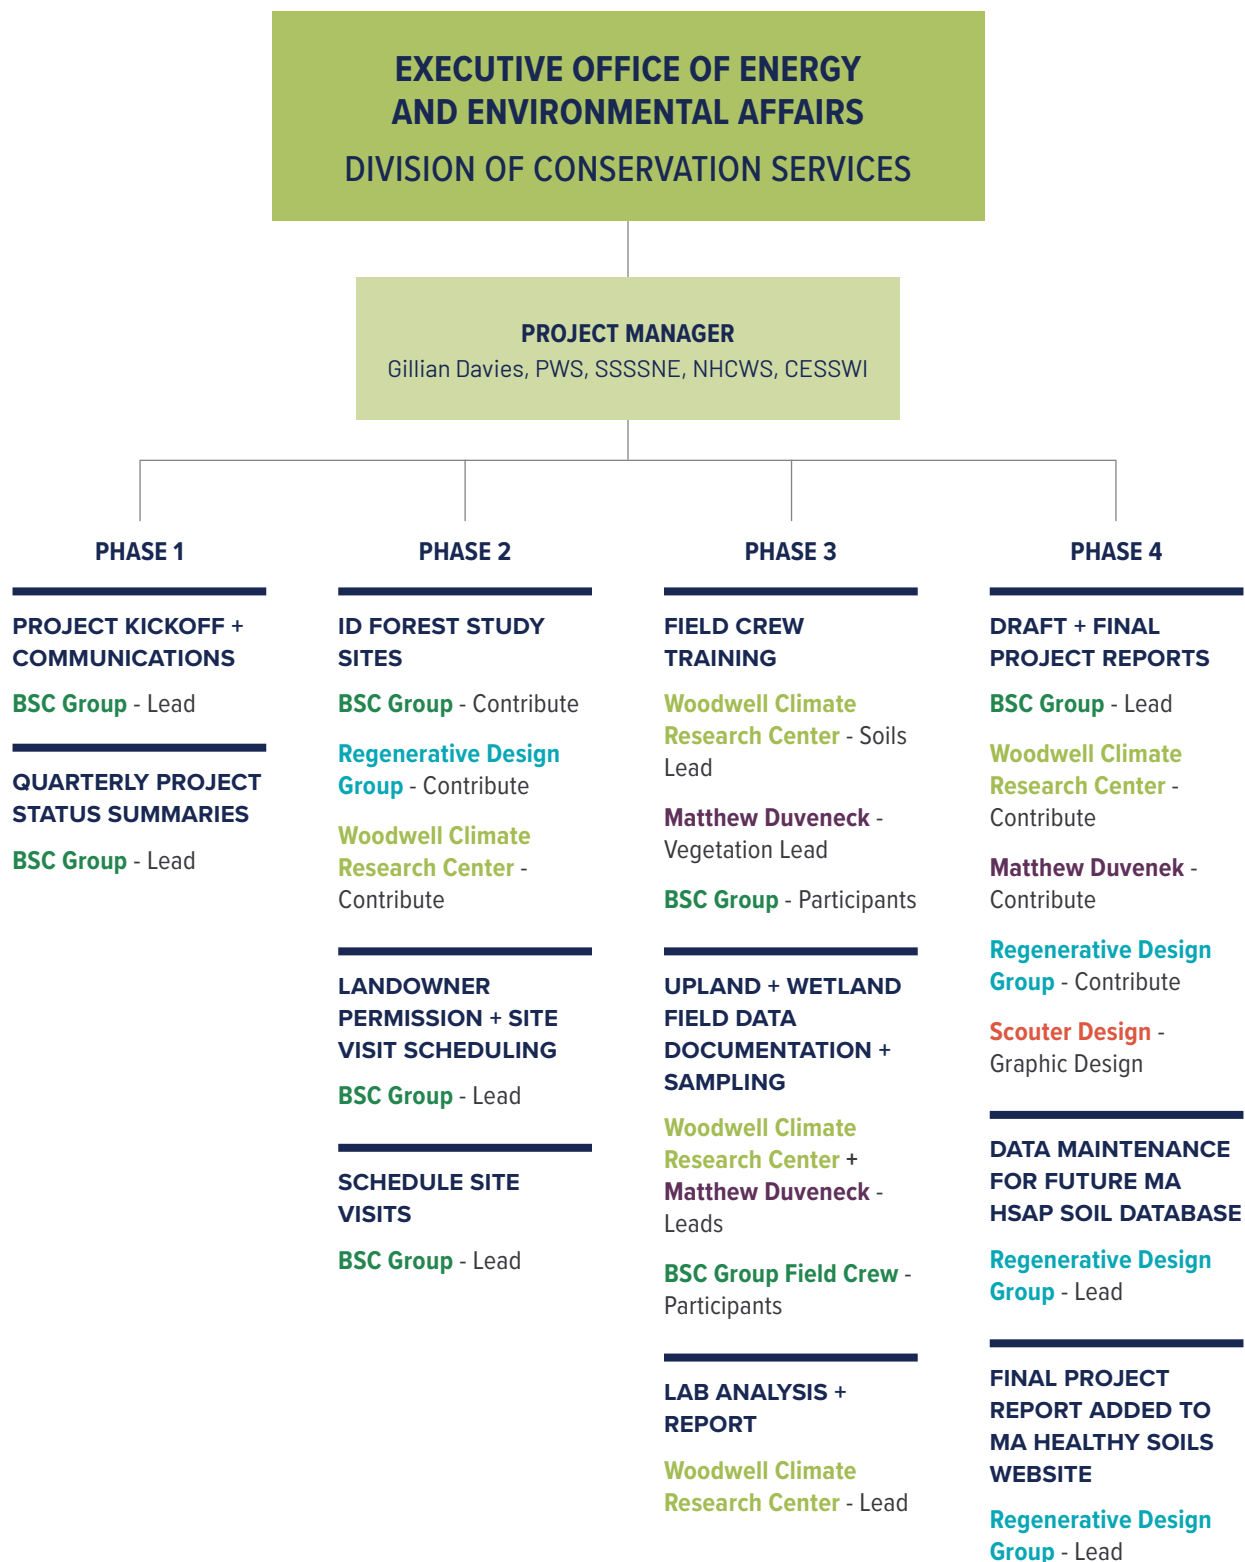 EXECUTIVE OFFICE OF ENERGY
AND ENVIRONMENTAL AFFAIRS
DIVISION OF CONSERVATION SERVICES
PROJECT MANAGER
Gillian Davies, PWS, SSSSNE, NHCWS, CESSWI
PHASE 1
PROJECT KICKOFF +
COMMUNICATIONS
BSC Group - Lead
QUARTERLY PROJECT
STATUS SUMMARIES
BSC Group - Lead
PHASE 2
ID FOREST STUDY
SITES
BSC Group - Contribute
Regenerative Design
Group - Contribute
Woodwell Climate
Research Center -
Contribute
LANDOWNER
PERMISSION + SITE
VISIT SCHEDULING
BSC Group - Lead
SCHEDULE SITE
VISITS
BSC Group - Lead
PHASE 3
FIELD CREW
TRAINING
Woodwell Climate
Research Center - Soils
Lead
Matthew Duveneck -
Vegetation Lead
BSC Group - Participants
UPLAND + WETLAND
FIELD DATA
DOCUMENTATION +
SAMPLING
Woodwell Climate
Research Center +
Matthew Duveneck -
Leads
BSC Group Field Crew -
Participants
LAB ANALYSIS +
REPORT
Woodwell Climate
Research Center - Lead
PHASE 4
DRAFT + FINAL
PROJECT REPORTS
BSC Group - Lead
Woodwell Climate
Research Center -
Contribute
Matthew Duvenek -
Contribute
Regenerative Design
Group - Contribute
Scouter Design -
Graphic Design
DATA MAINTENANCE
FOR FUTURE MA
HSAP SOIL DATABASE
Regenerative Design
Group - Lead
FINAL PROJECT
REPORT ADDED TO
MA HEALTHY SOILS
WEBSITE
Regenerative Design
Group - Lead